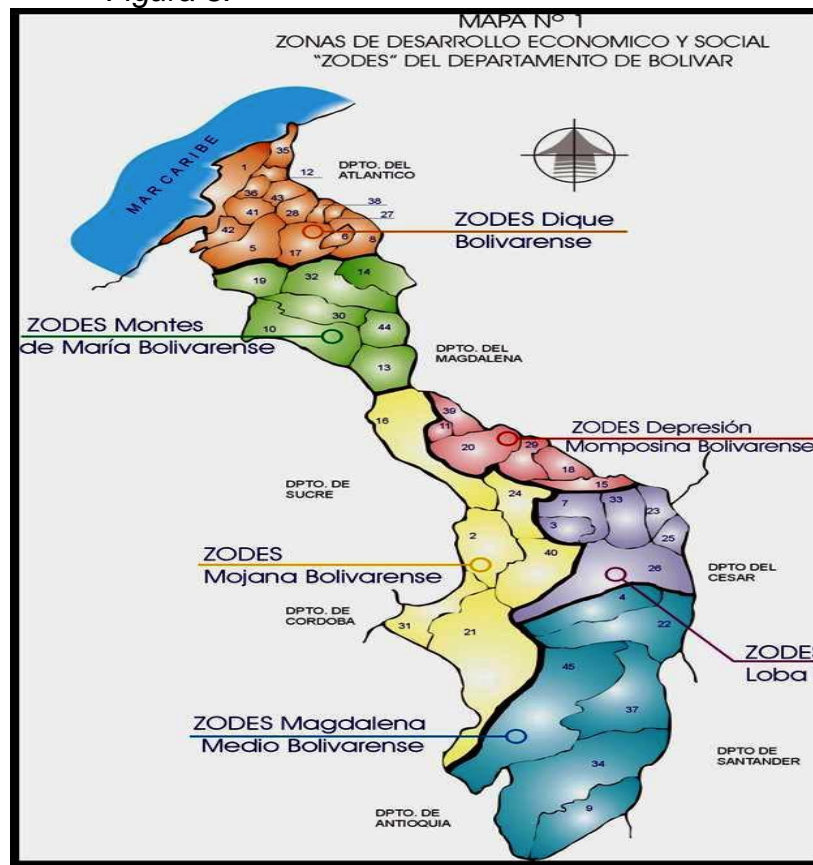 Figura 3.
MAPA Nº 1
ZONAS DE DESARROLLO ECONOMICO Y SOCIAL
"ZODES" DEL DEPARTAMENTO DE BOLIVAR
MAR CARIBE
DPTO. DEL
ATLANTICO
35
1
12
36
43
38
41
28
27
42
5
17
6
8
ZODES Dique
Bolivarense
19
32
14
30
10
44
13
ZODES Montes
de María Bolivarense
DPTO. DEL
MAGDALENA
39
16
11
20
29
18
15
ZODES Depresión
Momposina Bolivarense
DPTO. DE
SUCRE
24
7
33
23
2
3
25
40
26
ZODES
Mojana Bolivarense
DPTO DEL
CESAR
4
DPTO. DE
CORDOBA
31
21
22
ZODES
Loba
45
37
ZODES Magdalena
Medio Bolivarense
DPTO DE
SANTANDER
34
9
DPTO. DE
ANTIOQUIA